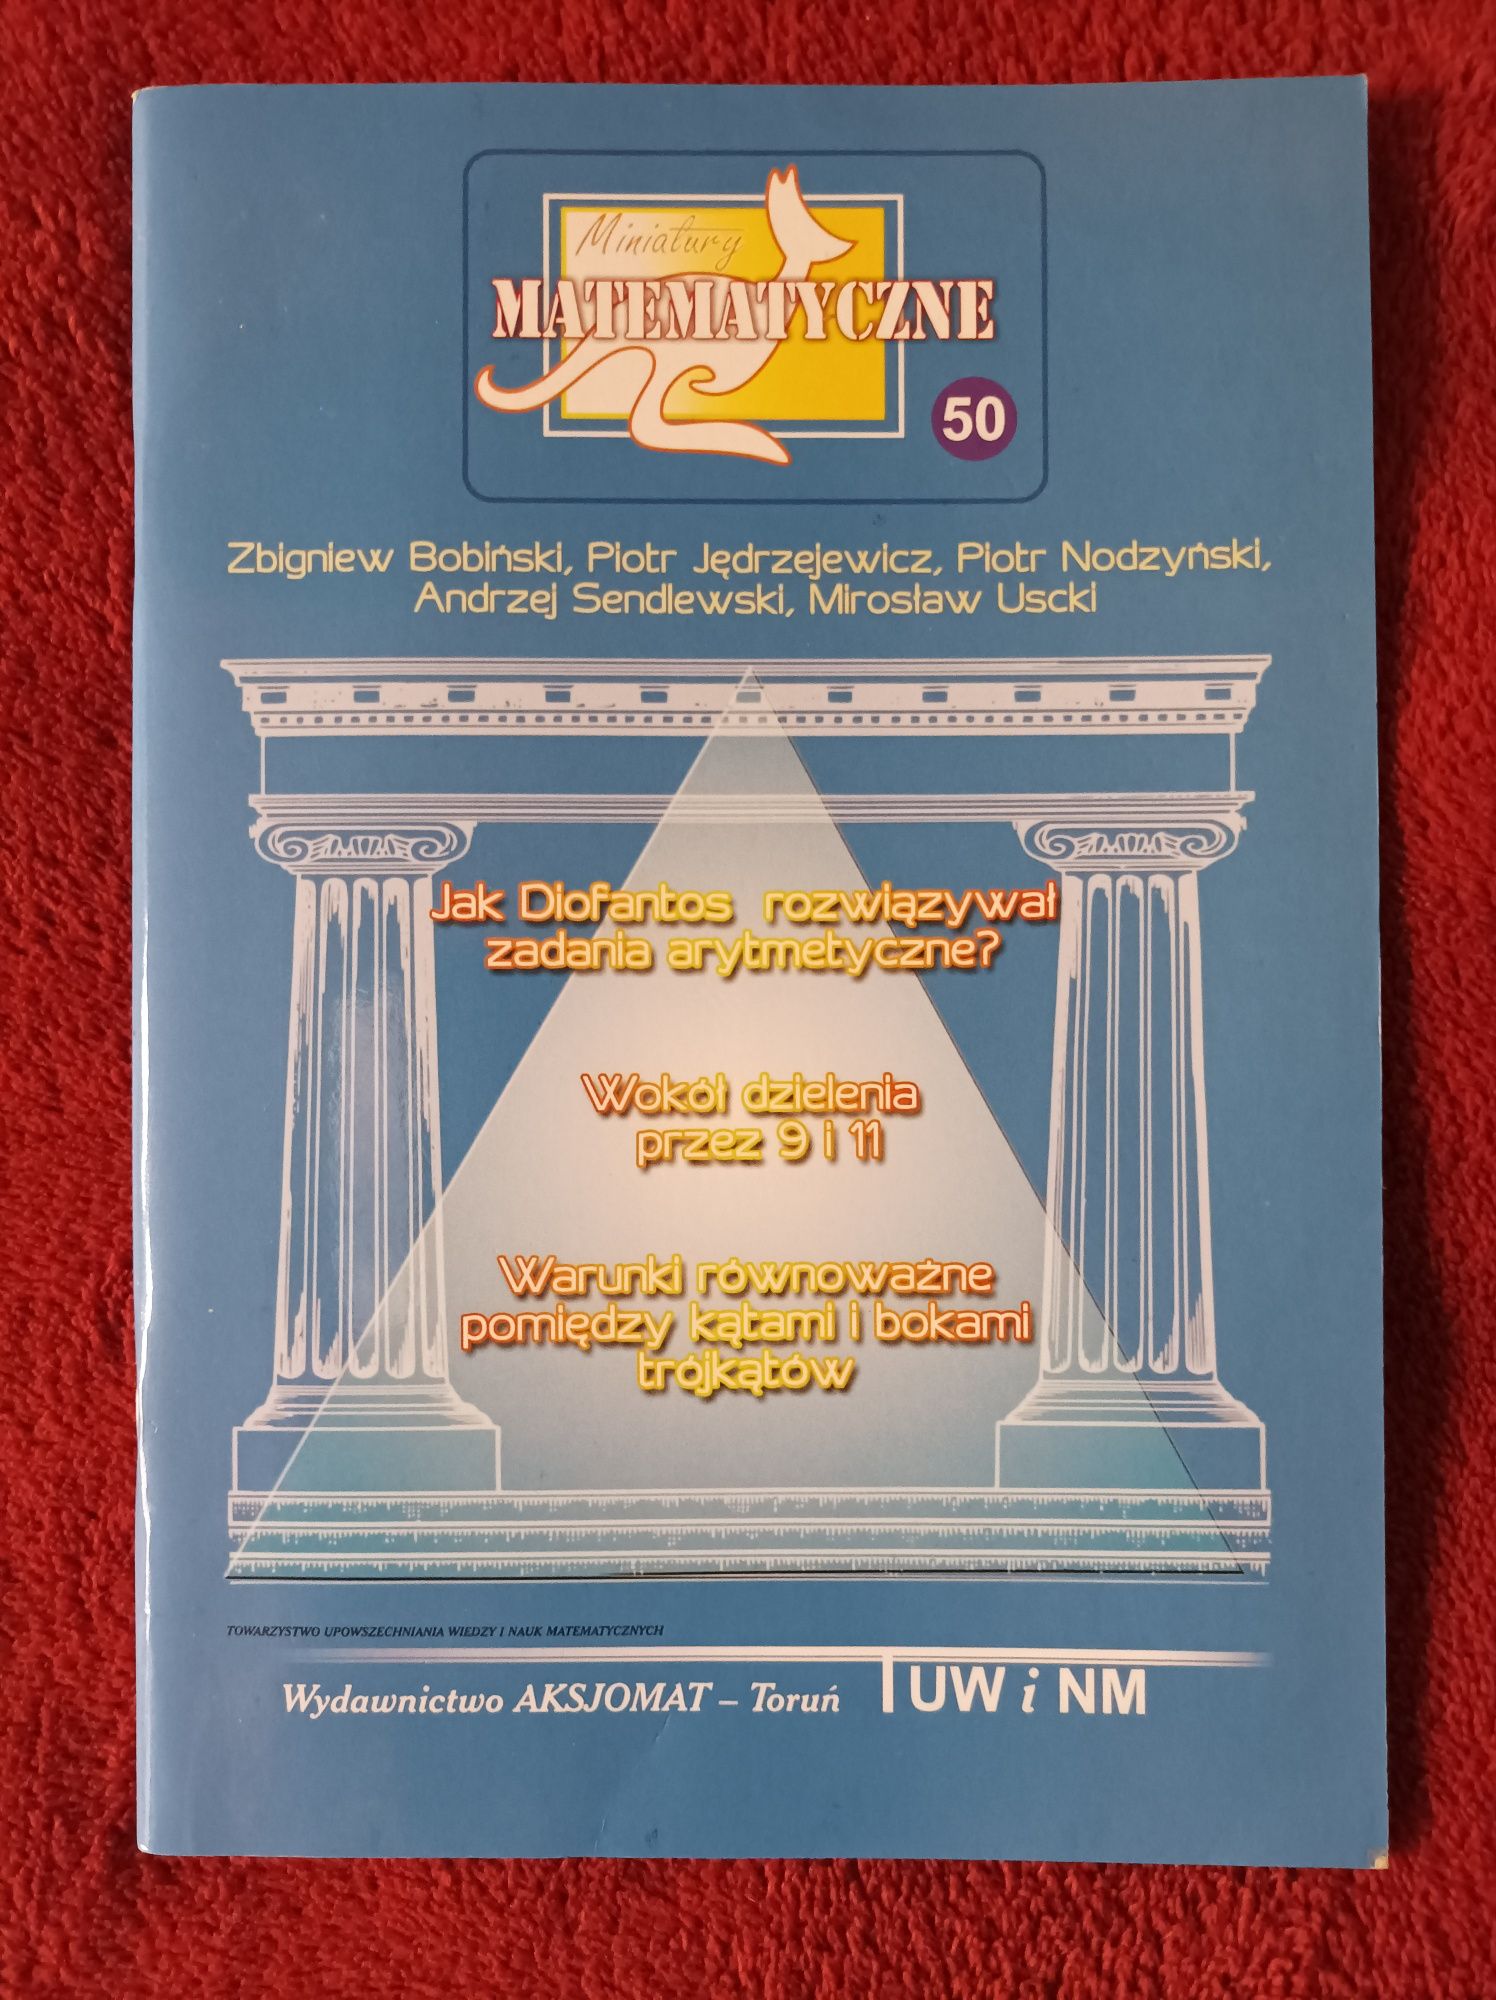 Miniatury
MATEMATYCZNE
50
Zbigniew Bobiński, Piotr Jędrzejewicz, Piotr Nodzyński,
Andrzej Sendlewski, Mirosław Uscki
Jak Diofantos rozwiązywał
zadania arytmetyczne?
Wokół dzielenia
przez 9 i 11
Warunki równoważne
pomiędzy kątami i bokami
trójkątów
TOWARZYSTWO UPOWSZECHNIANIA WIEDZY I NAUK MATEMATYCZNYCH
Wydawnictwo AKSJOMAT – Toruń TUW i NM